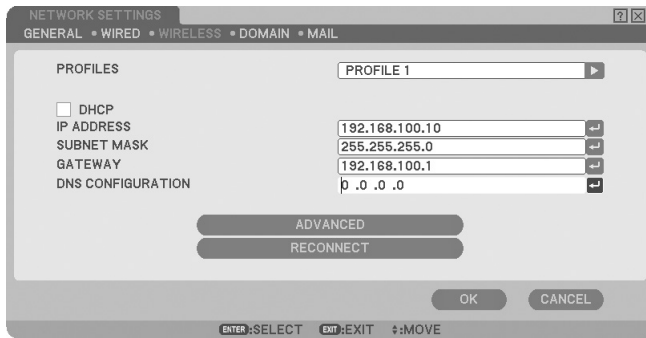 NETWORK SETTINGS
GENERAL • WIRED • WIRELESS • DOMAIN • MAIL
PROFILES PROFILE 1
DHCP
IP ADDRESS 192.168.100.10
SUBNET MASK 255.255.255.0
GATEWAY 192.168.100.1
DNS CONFIGURATION 0 .0 .0 .0
ADVANCED
RECONNECT
OK CANCEL
ENTER:SELECT EXIT:EXIT :MOVE